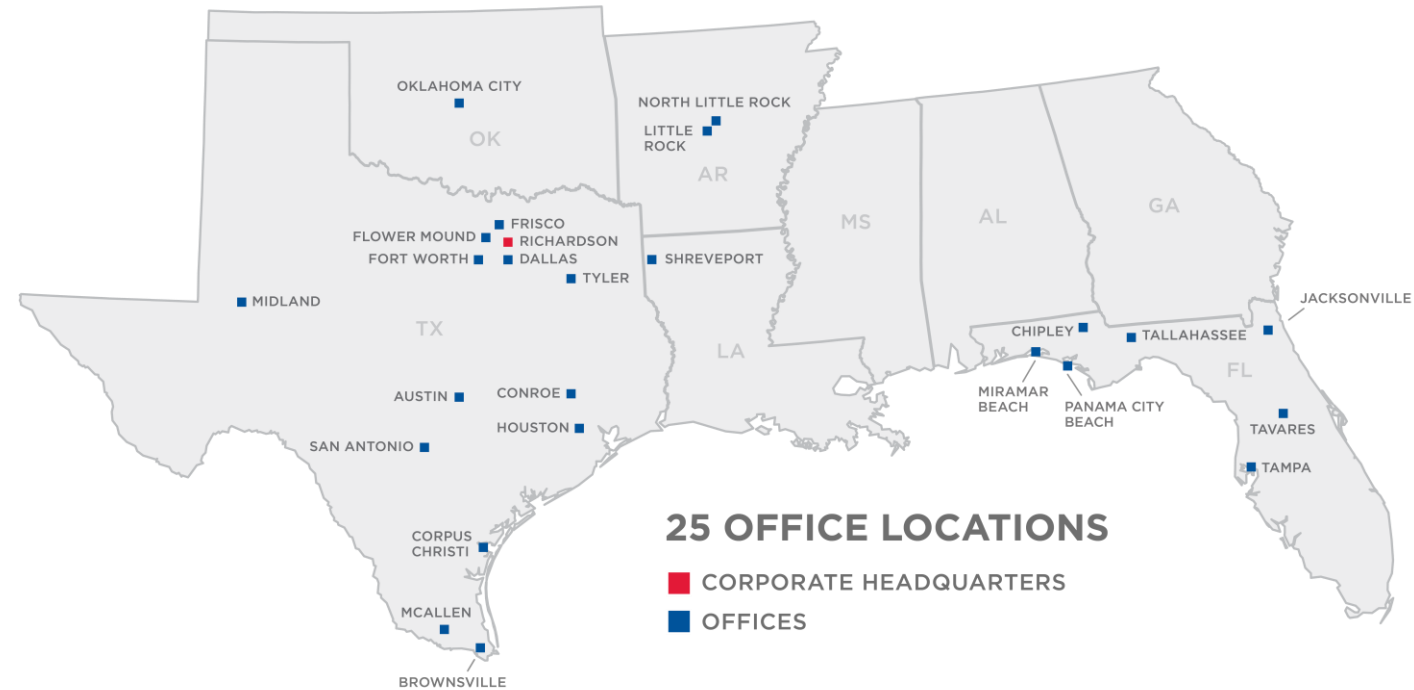 OKLAHOMA CITY
OK
NORTH LITTLE ROCK
LITTLE
ROCK
AR
MS
AL
GA
FRISCO
FLOWER MOUND
RICHARDSON
FORT WORTH
DALLAS
TYLER
SHREVEPORT
MIDLAND
TX
LA
JACKSONVILLE
CHIPLEY
TALLAHASSEE
FL
MIRAMAR
BEACH
PANAMA CITY
BEACH
AUSTIN
CONROE
HOUSTON
SAN ANTONIO
TAVARES
TAMPA
CORPUS
CHRISTI
MCALLEN
BROWNSVILLE
25 OFFICE LOCATIONS
CORPORATE HEADQUARTERS
OFFICES